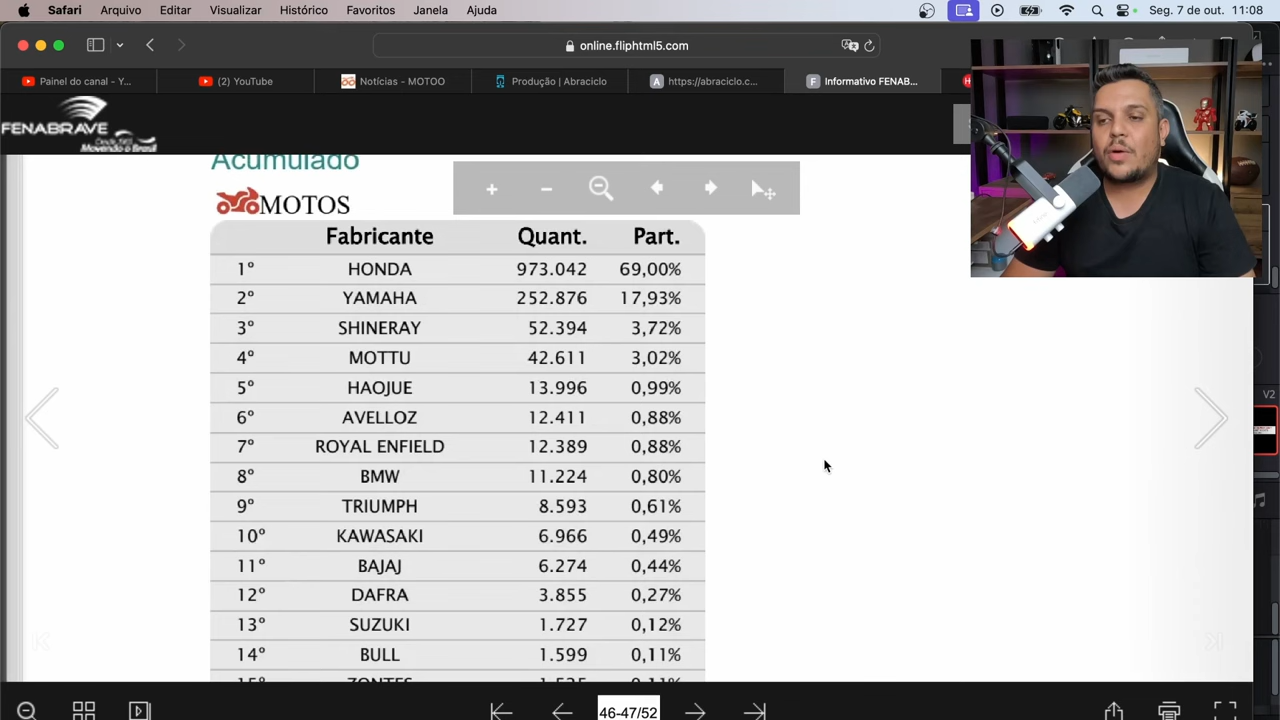 Safari Arquivo Editar Visualizar Histórico Favoritos Janela Ajuda Seg. 7 de out. 11:08
online.fliphtml5.com
Painel do canal - Y... (2) YouTube Notícias - MOTOO Produção | Abraciclo https://abraciclo.c... Informativo FENAB...
FENABRAVE
Desde 1965
Movendo o Brasil
Acumulado
MOTOS
Fabricante Quant. Part.
1º HONDA 973.042 69,00%
2º YAMAHA 252.876 17,93%
3º SHINERAY 52.394 3,72%
4º MOTTU 42.611 3,02%
5º HAOJUE 13.996 0,99%
6º AVELLOZ 12.411 0,88%
7º ROYAL ENFIELD 12.389 0,88%
8º BMW 11.224 0,80%
9º TRIUMPH 8.593 0,61%
10º KAWASAKI 6.966 0,49%
11º BAJAJ 6.274 0,44%
12º DAFRA 3.855 0,27%
13º SUZUKI 1.727 0,12%
14º BULL 1.599 0,11%
V2
46-47/52